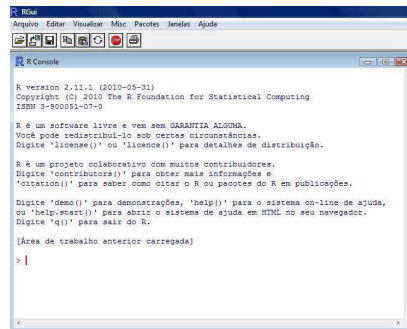 RGui
Arquivo Editar Visualizar Misc Pacotes Janelas Ajuda
R Console
R version 2.11.1 (2010-05-31)
Copyright (C) 2010 The R Foundation for Statistical Computing
ISBN 3-900051-07-0
R é um software livre e vem sem GARANTIA ALGUMA.
Você pode redistribuí-lo sob certas circunstâncias.
Digite 'license()' ou 'licence()' para detalhes de distribuição.
R é um projeto colaborativo com muitos contribuidores.
Digite 'contributors()' para obter mais informações e
'citation()' para saber como citar o R ou pacotes do R em publicações.
Digite 'demo()' para demonstrações, 'help()' para o sistema on-line de ajuda,
ou 'help.start()' para abrir o sistema de ajuda em HTML no seu navegador.
Digite 'q()' para sair do R.
[Área de trabalho anterior carregada]
>